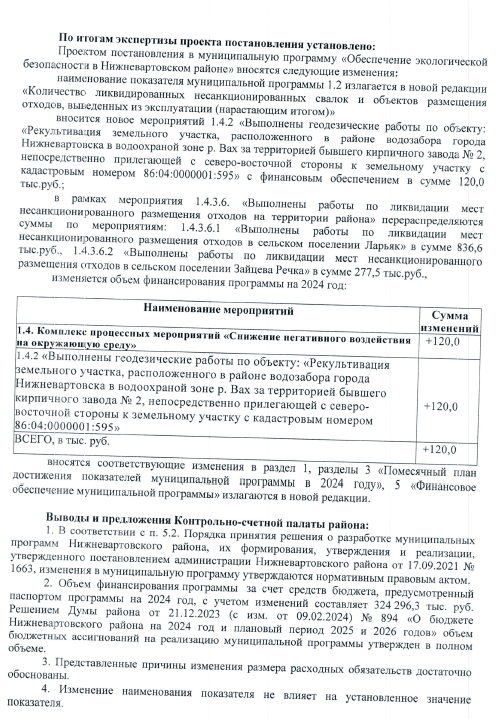 По итогам экспертизы проекта постановления установлено:
Проектом постановления в муниципальную программу «Обеспечение экологической
безопасности в Нижневартовском районе» вносятся следующие изменения:
наименование показателя муниципальной программы 1.2 излагается в новой редакции
«Количество ликвидированных несанкционированных свалок и объектов размещения
отходов, выведенных из эксплуатации (нарастающим итогом)»
вносится новое мероприятий 1.4.2 «Выполнены геодезические работы по объекту:
«Рекультивация земельного участка, расположенного в районе водозабора города
Нижневартовска в водоохраной зоне р. Вах за территорией бывшего кирпичного завода № 2,
непосредственно прилегающей с северо-восточной стороны к земельному участку с
кадастровым номером 86:04:0000001:595» с финансовым обеспечением в сумме 120,0
тыс.руб.;
в рамках мероприятия 1.4.3.6. «Выполнены работы по ликвидации мест
несанкционированного размещения отходов на территории района» перераспределяются
суммы по мероприятиям: 1.4.3.6.1 «Выполнены работы по ликвидации мест
несанкционированного размещения отходов в сельском поселении Ларьяк» в сумме 836,6
тыс.руб., 1.4.3.6.2 «Выполнены работы по ликвидации мест несанкционированного
размещения отходов в сельском поселении Зайцева Речка» в сумме 277,5 тыс.руб.,
изменяется объем финансирования программы на 2024 год:
Наименование мероприятий
Сумма
изменений
1.4. Комплекс процессных мероприятий «Снижение негативного воздействия
на окружающую среду»
+120,0
1.4.2 «Выполнены геодезические работы по объекту: «Рекультивация
земельного участка, расположенного в районе водозабора города
Нижневартовска в водоохраной зоне р. Вах за территорией бывшего
кирпичного завода № 2, непосредственно прилегающей с северо-
восточной стороны к земельному участку с кадастровым номером
86:04:0000001:595»
+120,0
ВСЕГО, в тыс. руб.
+120,0
вносятся соответствующие изменения в раздел 1, разделы 3 «Помесячный план
достижения показателей муниципальной программы в 2024 году», 5 «Финансовое
обеспечение муниципальной программы» излагаются в новой редакции.
Выводы и предложения Контрольно-счетной палаты района:
1. В соответствии с п. 5.2. Порядка принятия решения о разработке муниципальных
программ Нижневартовского района, их формирования, утверждения и реализации,
утвержденного постановлением администрации Нижневартовского района от 17.09.2021 №
1663, изменения в муниципальную программу утверждаются нормативным правовым актом.
2. Объем финансирования программы за счет средств бюджета, предусмотренный
паспортом программы на 2024 год, с учетом изменений составляет 324 296,3 тыс. руб.
Решением Думы района от 21.12.2023 (с изм. от 09.02.2024) № 894 «О бюджете
Нижневартовского района на 2024 год и плановый период 2025 и 2026 годов» объем
бюджетных ассигнований на реализацию муниципальной программы утвержден в полном
объеме.
3. Представленные причины изменения размера расходных обязательств достаточно
обоснованы.
4. Изменение наименования показателя не влияет на установленное значение
показателя.